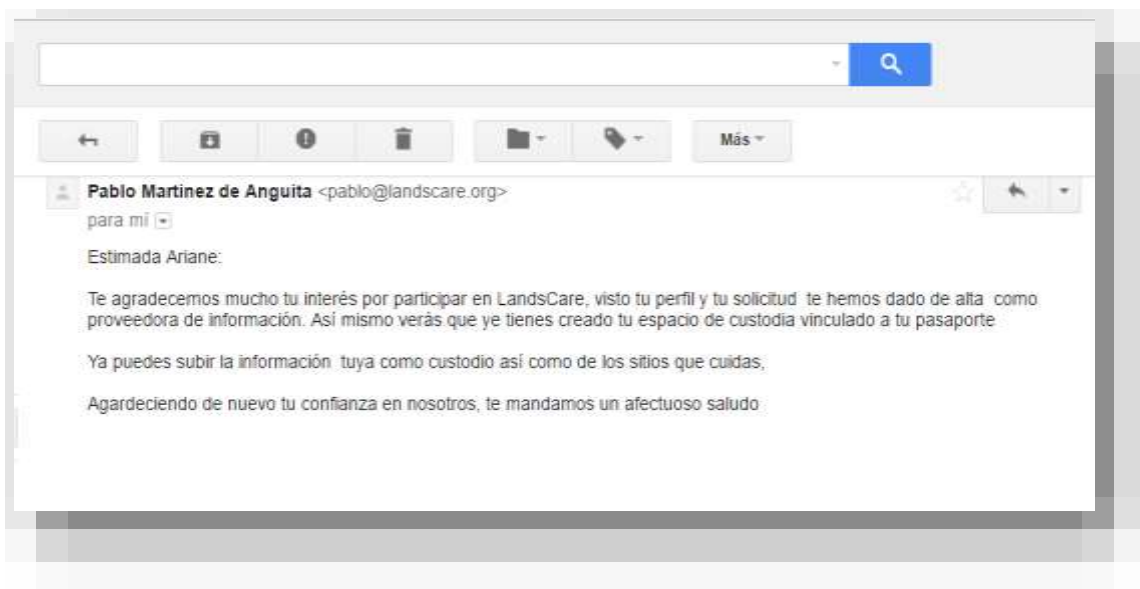 Más
Pablo Martinez de Anguita <pablo@landscare.org>
para mí
Estimada Ariane:
Te agradecemos mucho tu interés por participar en LandsCare, visto tu perfil y tu solicitud te hemos dado de alta como
proveedora de información. Así mismo verás que ye tienes creado tu espacio de custodia vinculado a tu pasaporte
Ya puedes subir la información tuya como custodio así como de los sitios que cuidas,
Agardeciendo de nuevo tu confianza en nosotros, te mandamos un afectuoso saludo